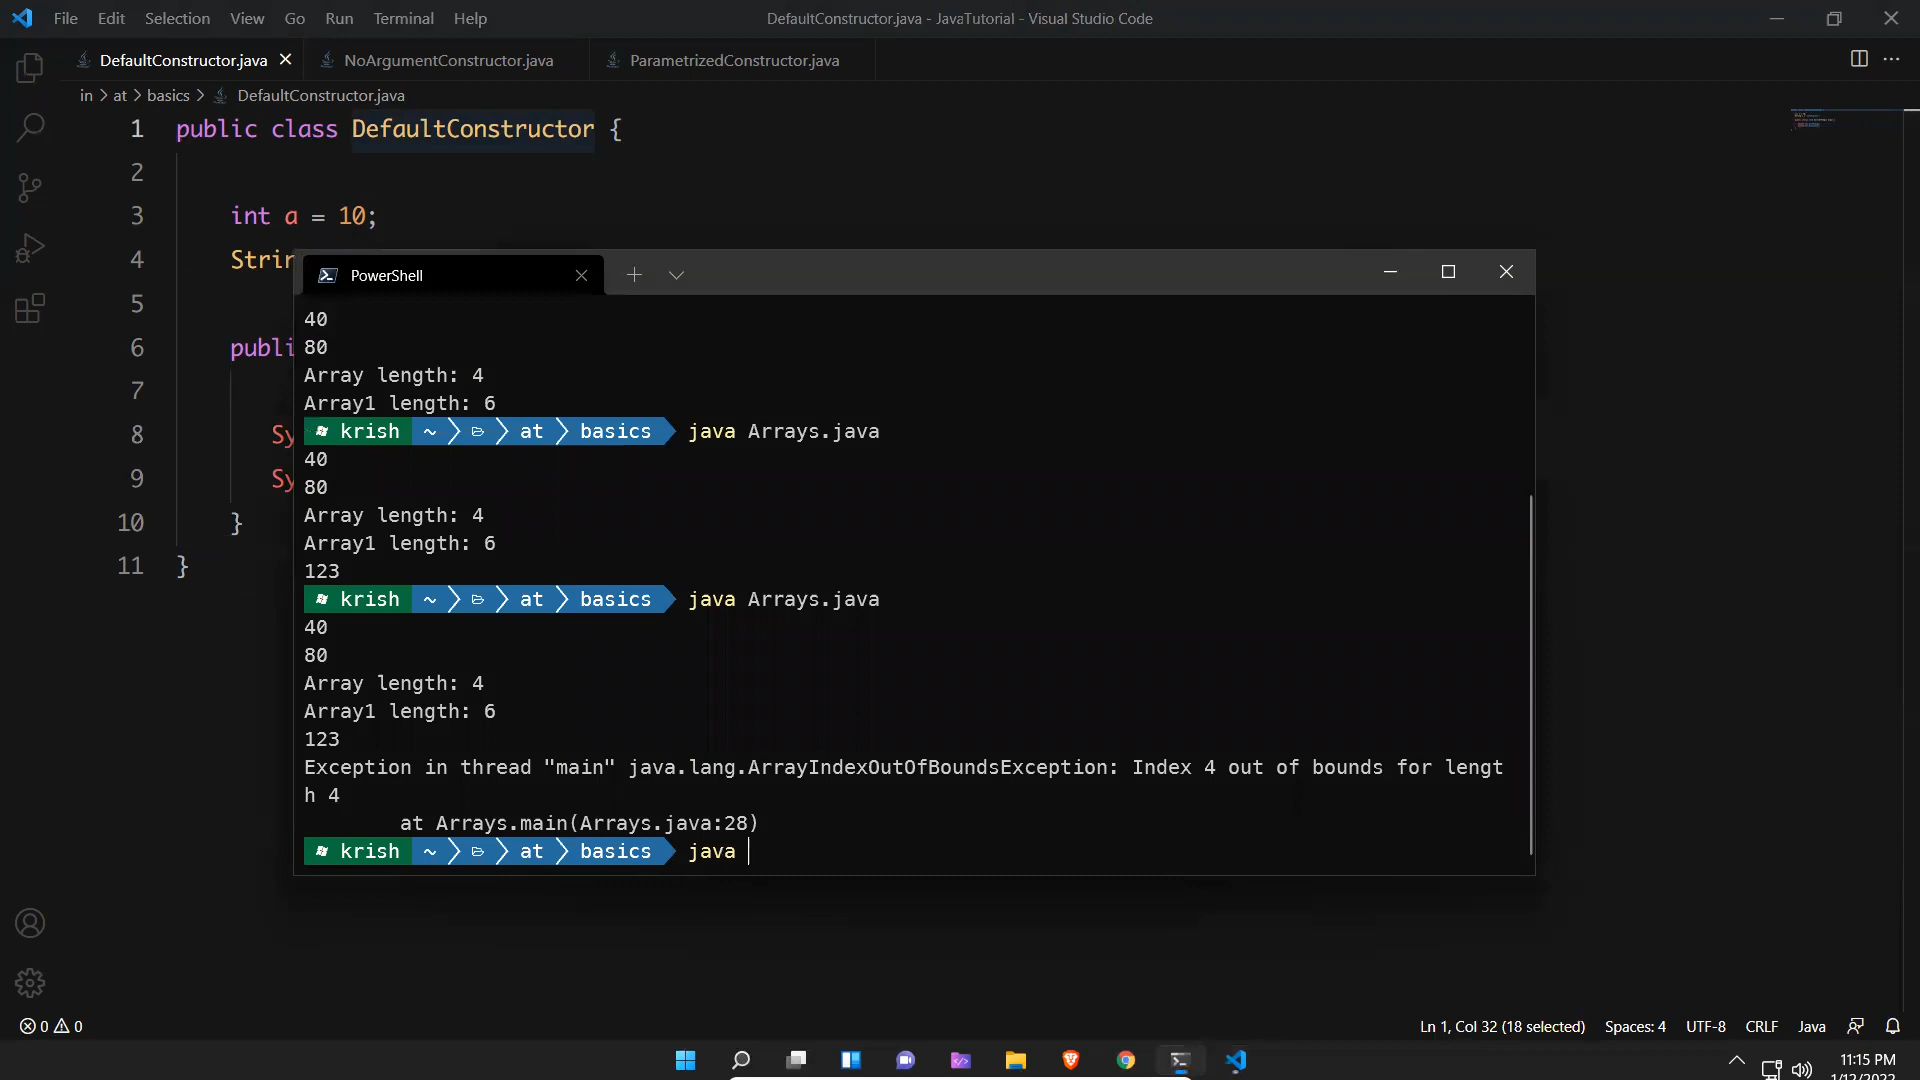 File Edit Selection View Go Run Terminal Help
DefaultConstructor.java - JavaTutorial - Visual Studio Code
DefaultConstructor.java NoArgumentConstructor.java ParametrizedConstructor.java
in > at > basics > DefaultConstructor.java
1 public class DefaultConstructor {
2
3 int a = 10;
4
5
6
7
8
9
10 }
11 }
PowerShell
40
80
Array length: 4
Array1 length: 6
krish ~ at basics java Arrays.java
40
80
Array length: 4
Array1 length: 6
123
krish ~ at basics java Arrays.java
40
80
Array length: 4
Array1 length: 6
123
Exception in thread "main" java.lang.ArrayIndexOutOfBoundsException: Index 4 out of bounds for lengt
h 4
at Arrays.main(Arrays.java:28)
krish ~ at basics java
0 0
Ln 1, Col 32 (18 selected) Spaces: 4 UTF-8 CRLF Java
11:15 PM
1/12/2022